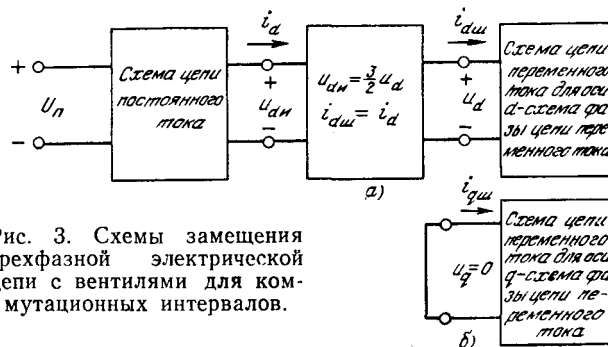 i_d
i_dш
+
Uп
-
Схема цепи
постоянного
тока
+
u_dн
-
u_dн = 3/2 u_d
i_dш = i_d
+
u_d
-
Схема цепи
переменного
тока для оси
d-схема фа
зы цепи пере
менного тока
а)
i_qш
u_q=0
Схема цепи
переменного
тока для оси
q-схема фа
зы цепи пе-
ременного
тока
б)
Рис. 3. Схемы замещения
трехфазной электрической
цепи с вентилями для ком-
мутационных интервалов.